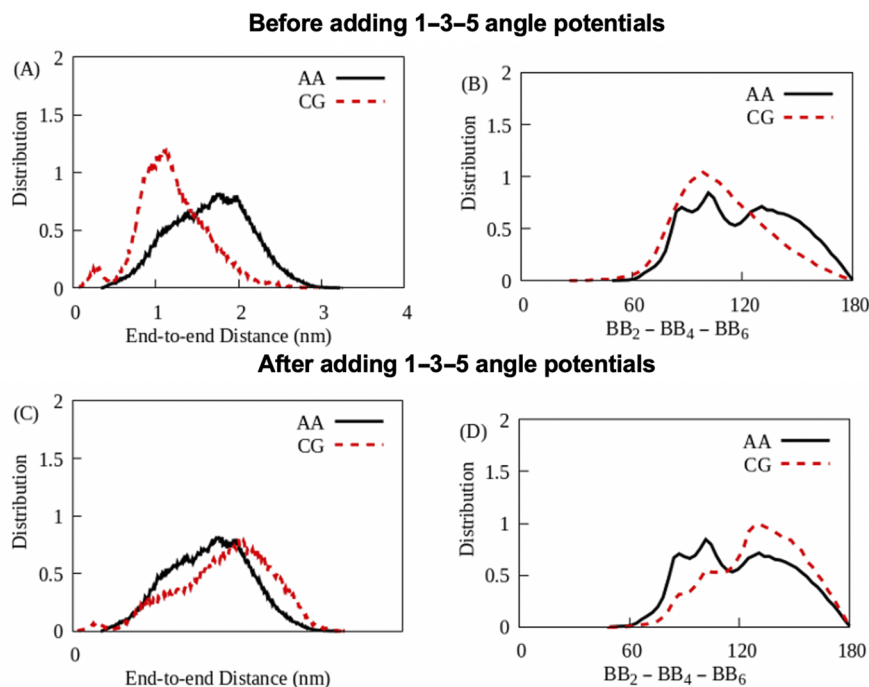 Before adding 1–3–5 angle potentials
(A)
2
1.5
1
0.5
0
Distribution
AA
CG
0 1 2 3 4
End-to-end Distance (nm)
(B)
2
1.5
1
0.5
0
Distribution
AA
CG
0 60 120 180
BB₂ – BB₄ – BB₆
After adding 1–3–5 angle potentials
(C)
2
1.5
1
0.5
0
Distribution
AA
CG
0
End-to-end Distance (nm)
(D)
2
1.5
1
0.5
0
Distribution
AA
CG
0 60 120 180
BB₂ – BB₄ – BB₆